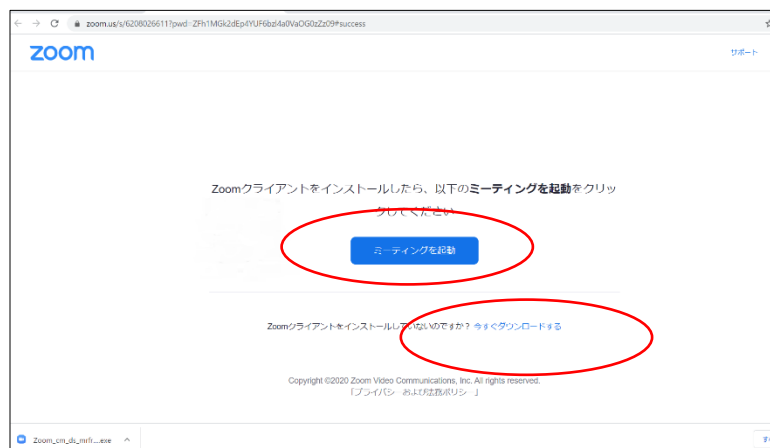 zoom.us/s/6208026611?pwd=ZFh1MGk2dEp4YUF6bzl4a0VaOG0zZz09#success
zoom
サポート
Zoomクライアントをインストールしたら、以下のミーティングを起動をクリッ
クしてください
ミーティングを起動
Zoomクライアントをインストールしていないのですか？ 今すぐダウンロードする
Copyright ©2020 Zoom Video Communications, Inc. All rights reserved.
「プライバシーおよび法務ポリシー」
Zoom_cm_ds_mrfr....exe